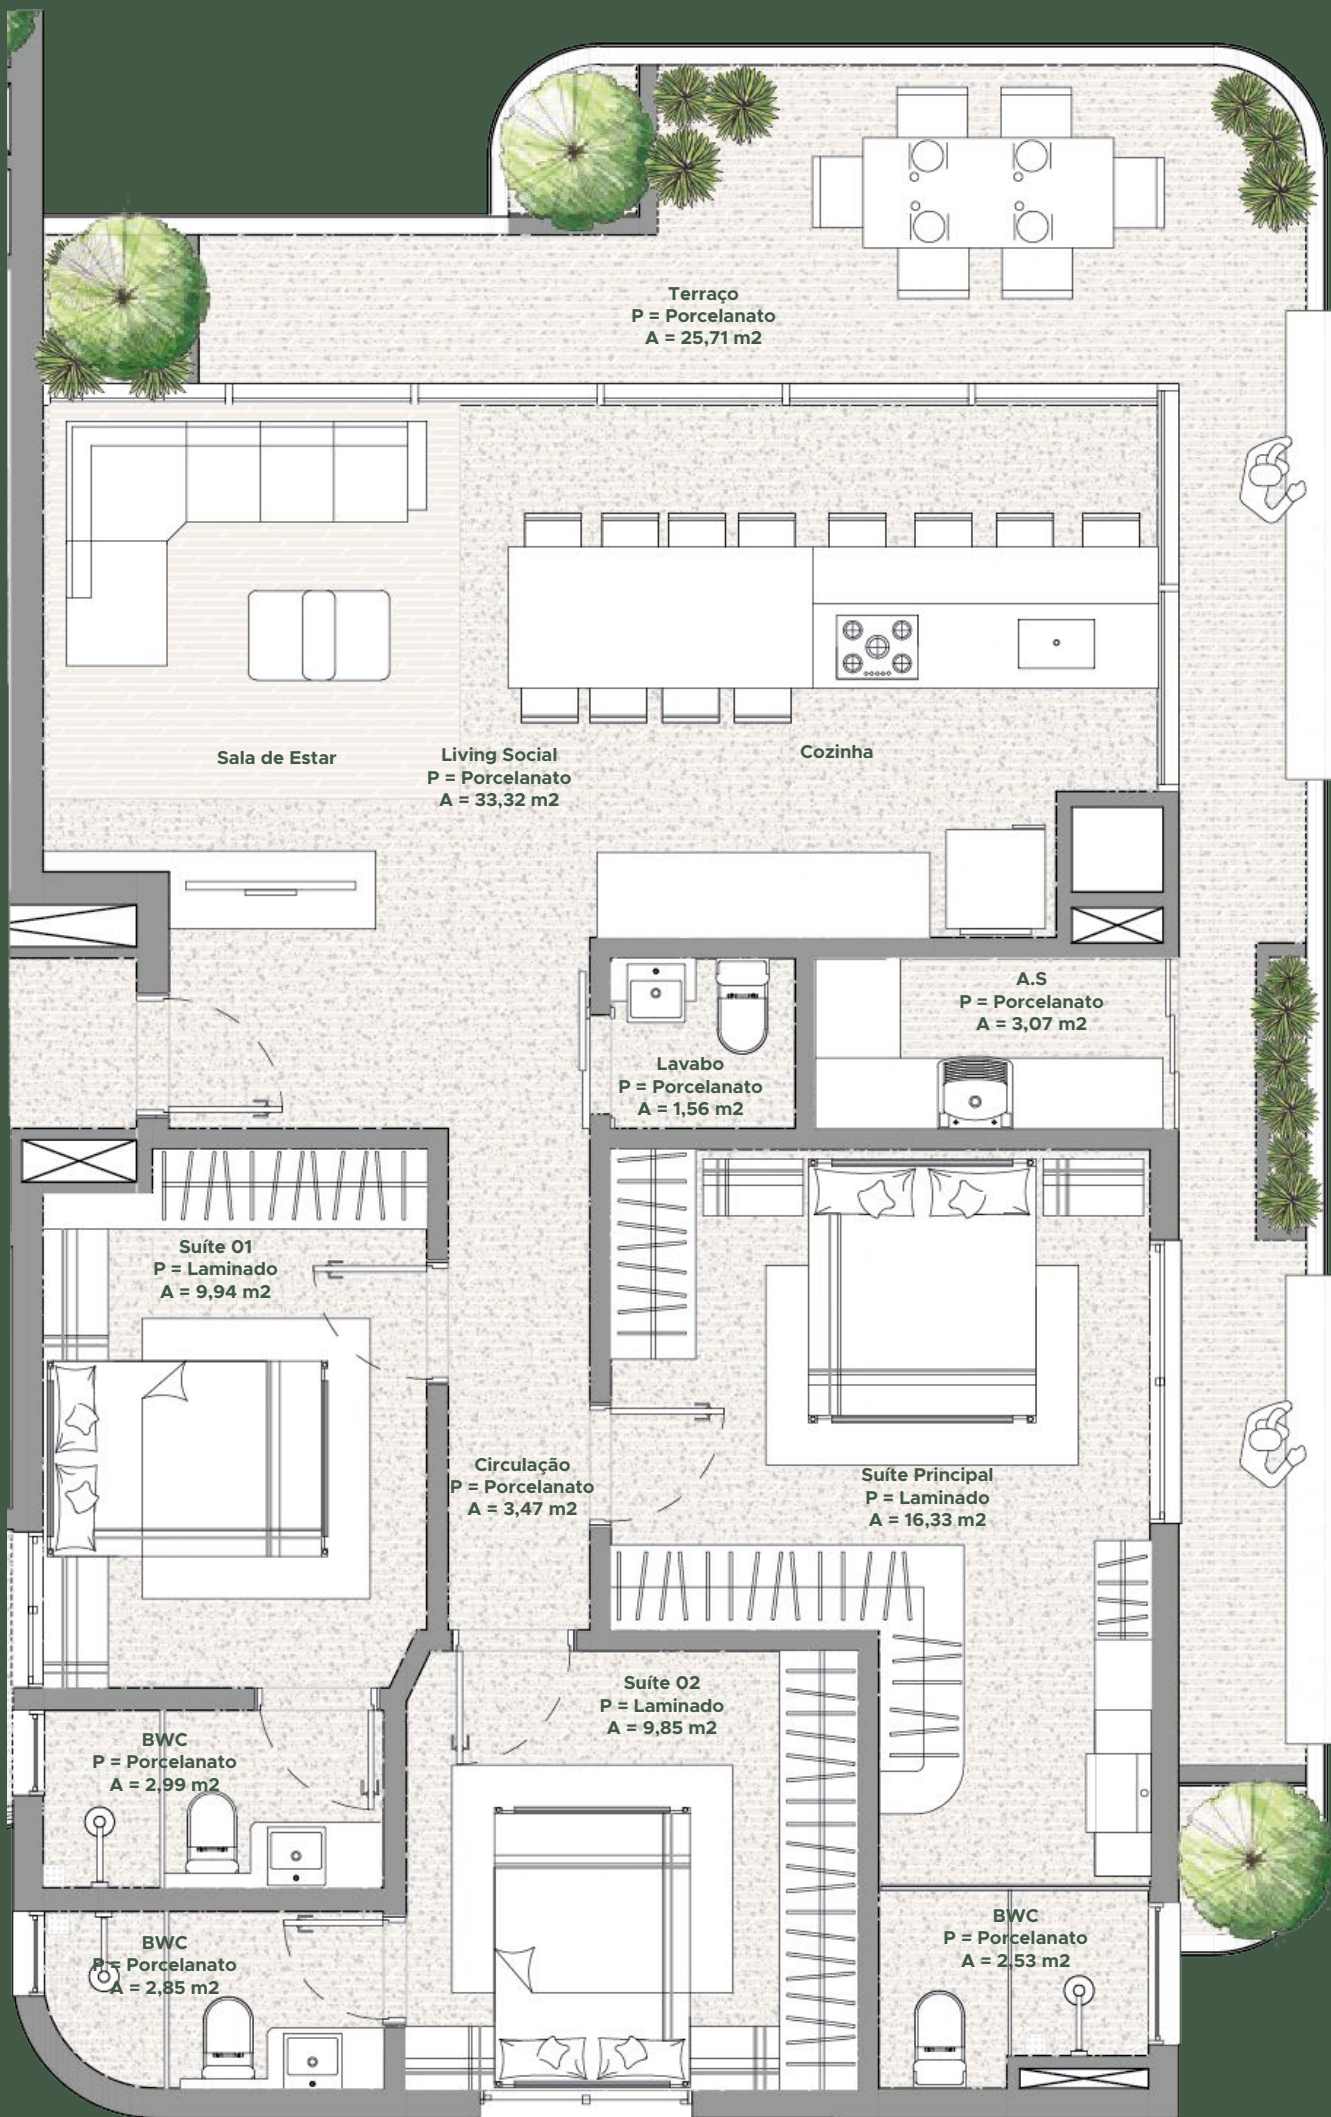 Terraço
P = Porcelanato
A = 25,71 m2
Sala de Estar
Living Social
P = Porcelanato
A = 33,32 m2
Cozinha
A.S
P = Porcelanato
A = 3,07 m2
Lavabo
P = Porcelanato
A = 1,56 m2
Suíte 01
P = Laminado
A = 9,94 m2
Circulação
P = Porcelanato
A = 3,47 m2
Suíte Principal
P = Laminado
A = 16,33 m2
Suíte 02
P = Laminado
A = 9,85 m2
BWC
P = Porcelanato
A = 2,99 m2
BWC
P = Porcelanato
A = 2,85 m2
BWC
P = Porcelanato
A = 2,53 m2